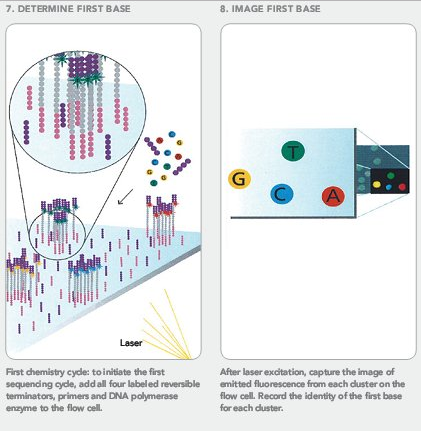 7. DETERMINE FIRST BASE
8. IMAGE FIRST BASE
T
G
C
A
C
A
G
C
A
G
G
Laser
First chemistry cycle: to initiate the first
sequencing cycle, add all four labeled reversible
terminators, primers and DNA polymerase
enzyme to the flow cell.
After laser excitation, capture the image of
emitted fluorescence from each cluster on the
flow cell. Record the identity of the first base
for each cluster.